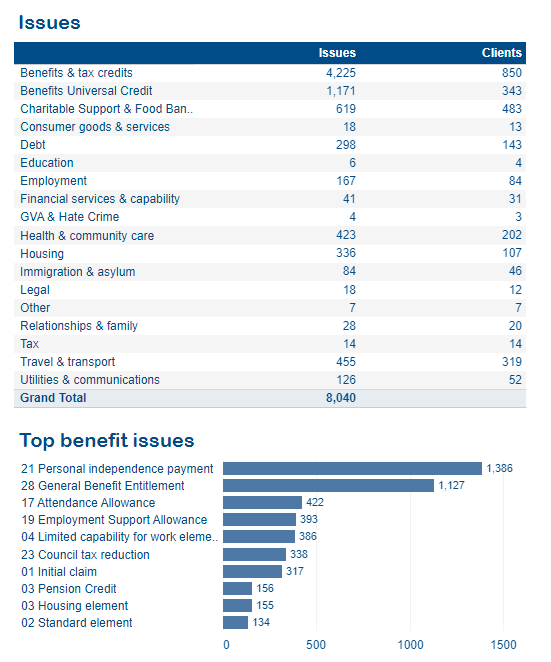 Issues
Issues Clients
Benefits & tax credits 4,225 850
Benefits Universal Credit 1,171 343
Charitable Support & Food Ban.. 619 483
Consumer goods & services 18 13
Debt 298 143
Education 6 4
Employment 167 84
Financial services & capability 41 31
GVA & Hate Crime 4 3
Health & community care 423 202
Housing 336 107
Immigration & asylum 84 46
Legal 18 12
Other 7 7
Relationships & family 28 20
Tax 14 14
Travel & transport 455 319
Utilities & communications 126 52
Grand Total 8,040
Top benefit issues
21 Personal independence payment 1,386
28 General Benefit Entitlement 1,127
17 Attendance Allowance 422
19 Employment Support Allowance 393
04 Limited capability for work eleme.. 386
23 Council tax reduction 338
01 Initial claim 317
03 Pension Credit 156
03 Housing element 155
02 Standard element 134
0 500 1000 1500